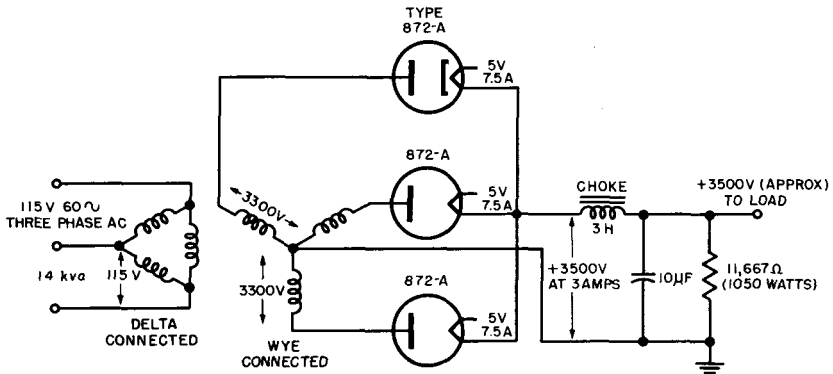 TYPE
872-A
5V
7.5A
872-A
5V
7.5A
872-A
5V
7.5A
3300V
3300V
WYE
CONNECTED
115V 60~
THREE PHASE AC
14 kva
115V
DELTA
CONNECTED
CHOKE
3H
+3500V (APPROX)
TO LOAD
+3500V
AT 3AMPS
10µF
11,667Ω
(1050 WATTS)